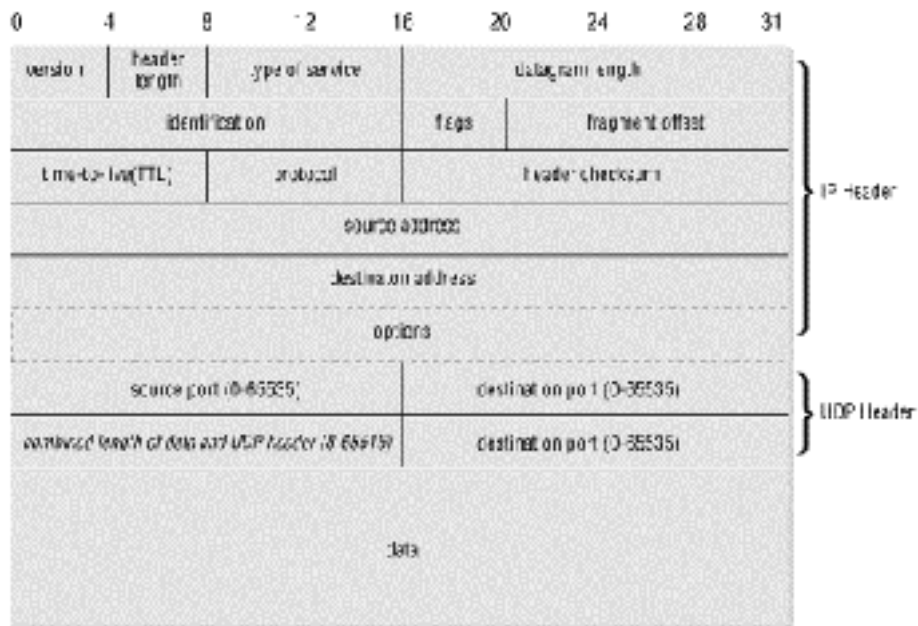 0 4 8 12 16 20 24 28 31
version
header
length
type of service
datagram length
identification
flags
fragment offset
time-to-live(TTL)
protocol
header checksum
IP Header
source address
destination address
options
source port (0-65535)
destination port (0-65535)
UDP Header
combined length of data and UDP header (8-65515)
destination port (0-65535)
data